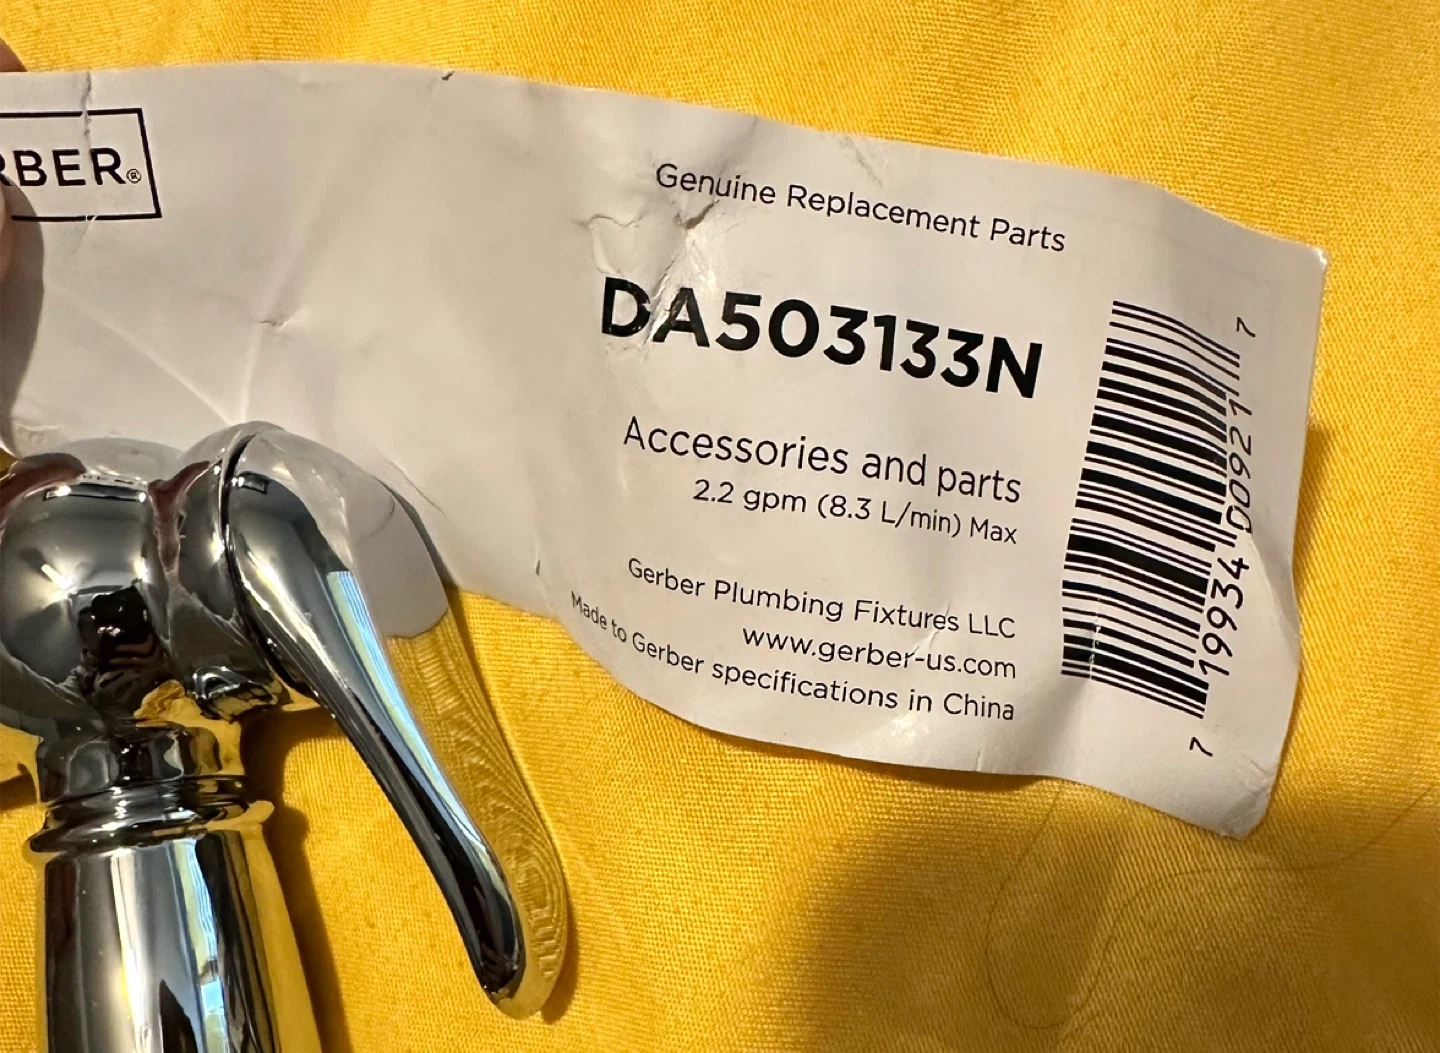 RBER®
Genuine Replacement Parts
DA503133N
Accessories and parts
2.2 gpm (8.3 L/min) Max
Gerber Plumbing Fixtures LLC
www.gerber-us.com
Made to Gerber specifications in China
7 19934 00921 7